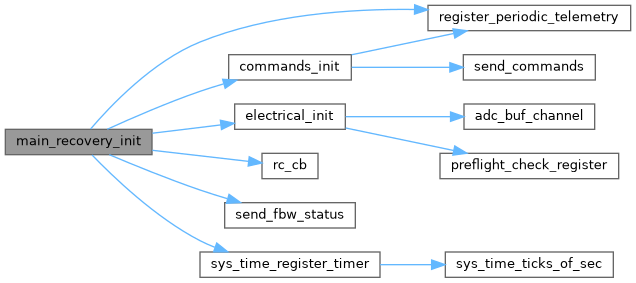 register_periodic_telemetry
commands_init
send_commands
electrical_init
adc_buf_channel
main_recovery_init
rc_cb
preflight_check_register
send_fbw_status
sys_time_register_timer
sys_time_ticks_of_sec